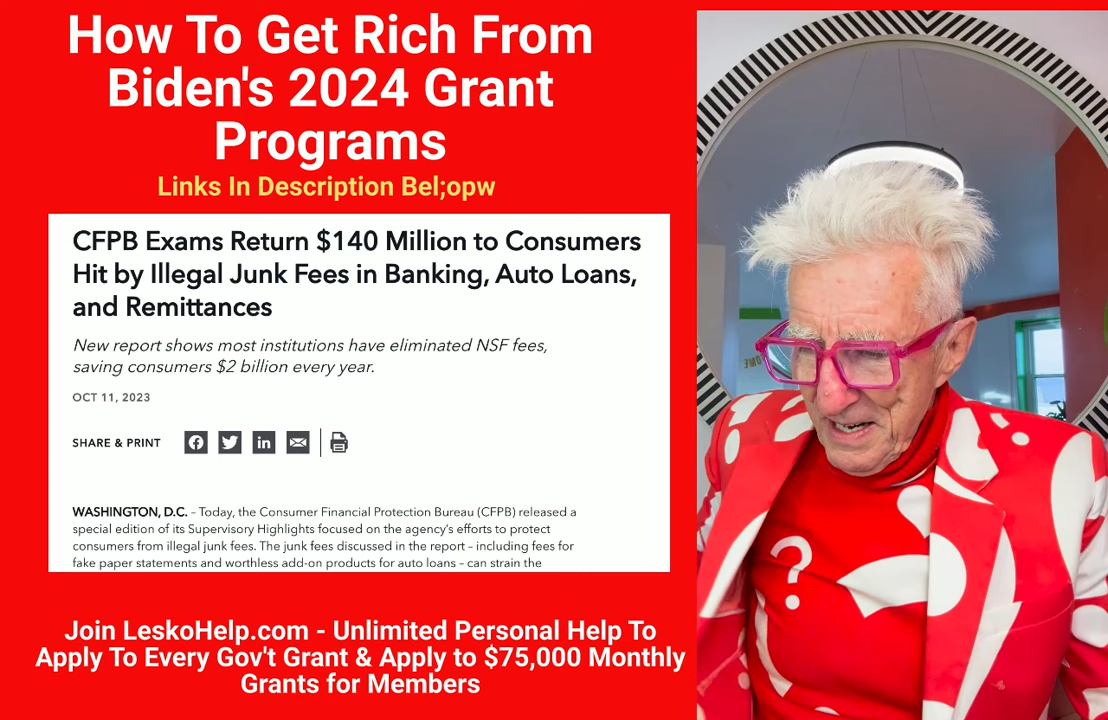 How To Get Rich From
Biden's 2024 Grant
Programs
Links In Description Bel;opw
CFPB Exams Return $140 Million to Consumers
Hit by Illegal Junk Fees in Banking, Auto Loans,
and Remittances
New report shows most institutions have eliminated NSF fees,
saving consumers $2 billion every year.
OCT 11, 2023
SHARE & PRINT
WASHINGTON, D.C. – Today, the Consumer Financial Protection Bureau (CFPB) released a
special edition of its Supervisory Highlights focused on the agency's efforts to protect
consumers from illegal junk fees. The junk fees discussed in the report – including fees for
fake paper statements and worthless add-on products for auto loans – can strain the
Join LeskoHelp.com - Unlimited Personal Help To
Apply To Every Gov't Grant & Apply to $75,000 Monthly
Grants for Members
?